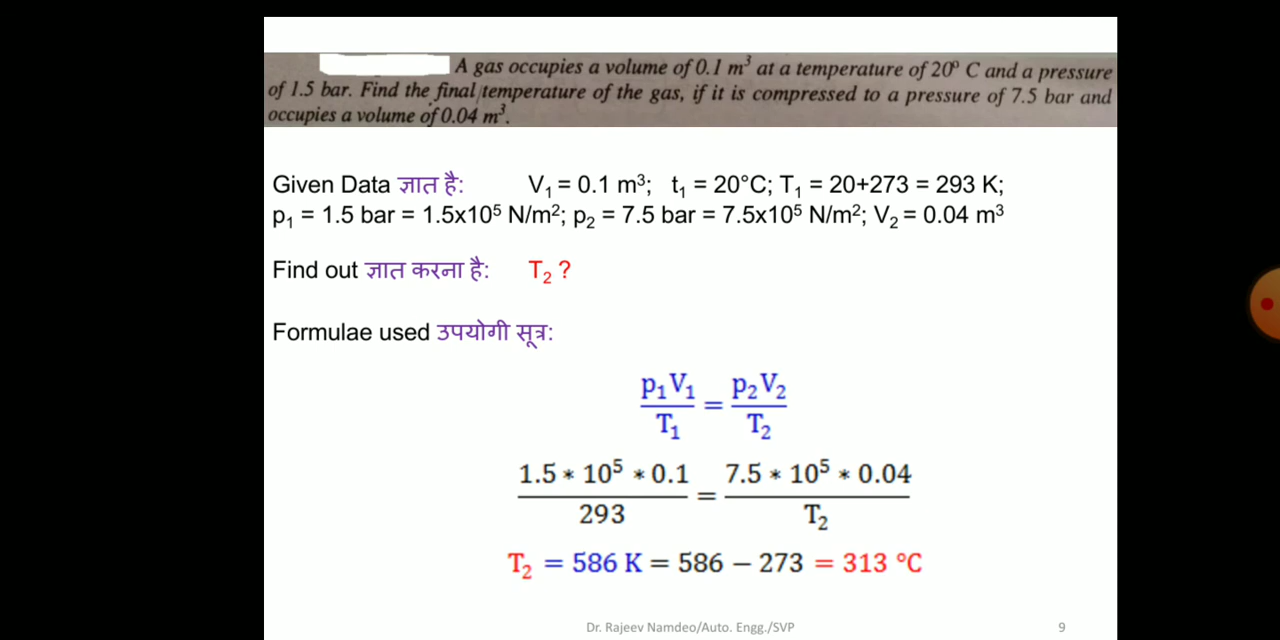 A gas occupies a volume of 0.1 m³ at a temperature of 20° C and a pressure
of 1.5 bar. Find the final temperature of the gas, if it is compressed to a pressure of 7.5 bar and
occupies a volume of 0.04 m³.
Given Data ज्ञात है: V₁ = 0.1 m³; t₁ = 20°C; T₁ = 20+273 = 293 K;
p₁ = 1.5 bar = 1.5x10⁵ N/m²; p₂ = 7.5 bar = 7.5x10⁵ N/m²; V₂ = 0.04 m³
Find out ज्ञात करना है: T₂ ?
Formulae used उपयोगी सूत्र:
p₁V₁ / T₁ = p₂V₂ / T₂
1.5 * 10⁵ * 0.1 / 293 = 7.5 * 10⁵ * 0.04 / T₂
T₂ = 586 K = 586 − 273 = 313 °C
Dr. Rajeev Namdeo/Auto. Engg./SVP 9